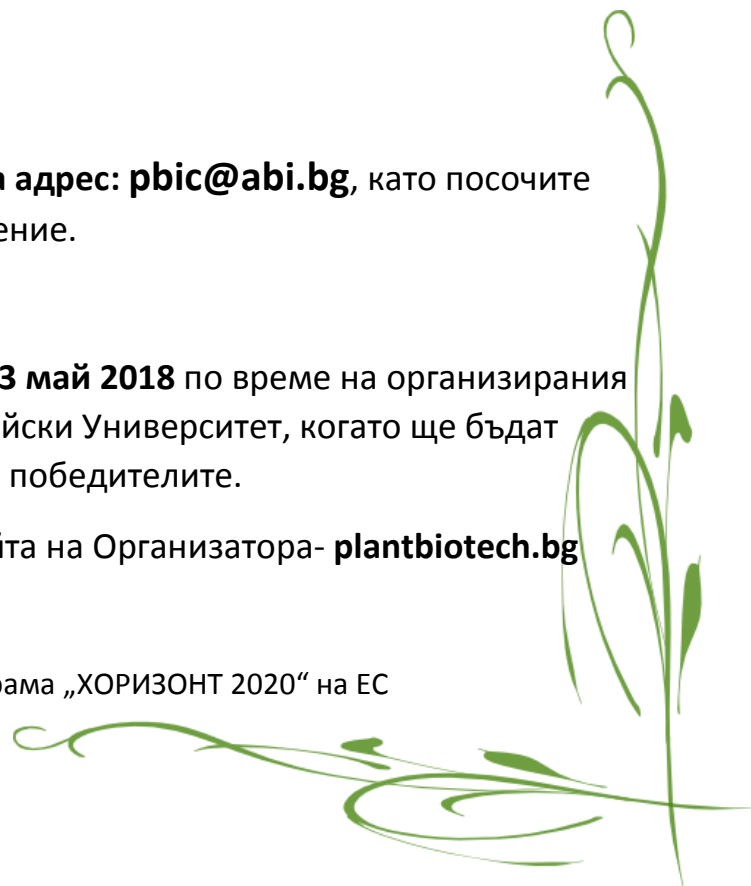 а адрес: pbic@abi.bg, като посочите
ение.
3 май 2018 по време на организирания
йски Университет, когато ще бъдат
победителите.
йта на Организатора- plantbiotech.bg
рама „ХОРИЗОНТ 2020“ на ЕС